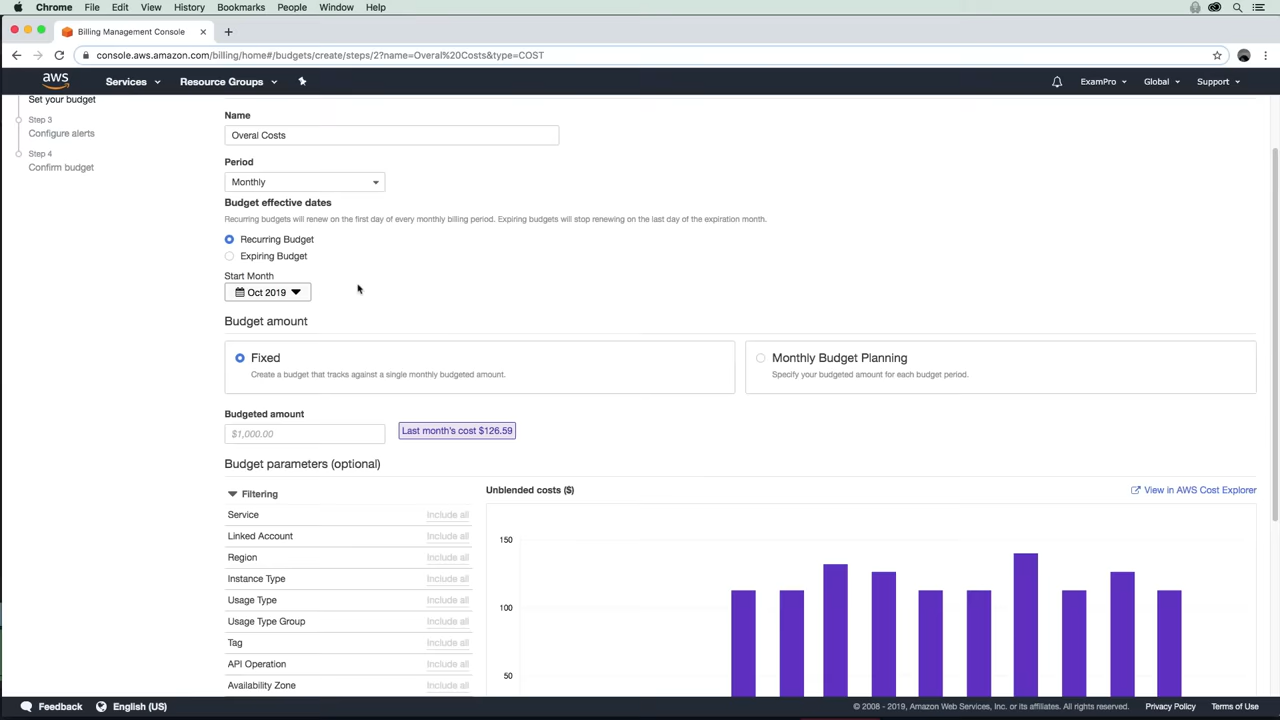 Chrome File Edit View History Bookmarks People Window Help
Billing Management Console
console.aws.amazon.com/billing/home#/budgets/create/steps/2?name=Overal%20Costs&type=COST
aws Services Resource Groups ExamPro Global Support
Set your budget
Step 3
Configure alerts
Step 4
Confirm budget
Name
Overal Costs
Period
Monthly
Budget effective dates
Recurring budgets will renew on the first day of every monthly billing period. Expiring budgets will stop renewing on the last day of the expiration month.
Recurring Budget
Expiring Budget
Start Month
Oct 2019
Budget amount
Fixed
Create a budget that tracks against a single monthly budgeted amount.
Monthly Budget Planning
Specify your budgeted amount for each budget period.
Budgeted amount
$1,000.00
Last month's cost $126.59
Budget parameters (optional)
Filtering
Service Include all
Linked Account Include all
Region Include all
Instance Type Include all
Usage Type Include all
Usage Type Group Include all
Tag Include all
API Operation Include all
Availability Zone Include all
Unblended costs ($)
View in AWS Cost Explorer
150
100
50
Feedback English (US)
© 2008 - 2019, Amazon Web Services, Inc. or its affiliates. All rights reserved. Privacy Policy Terms of Use